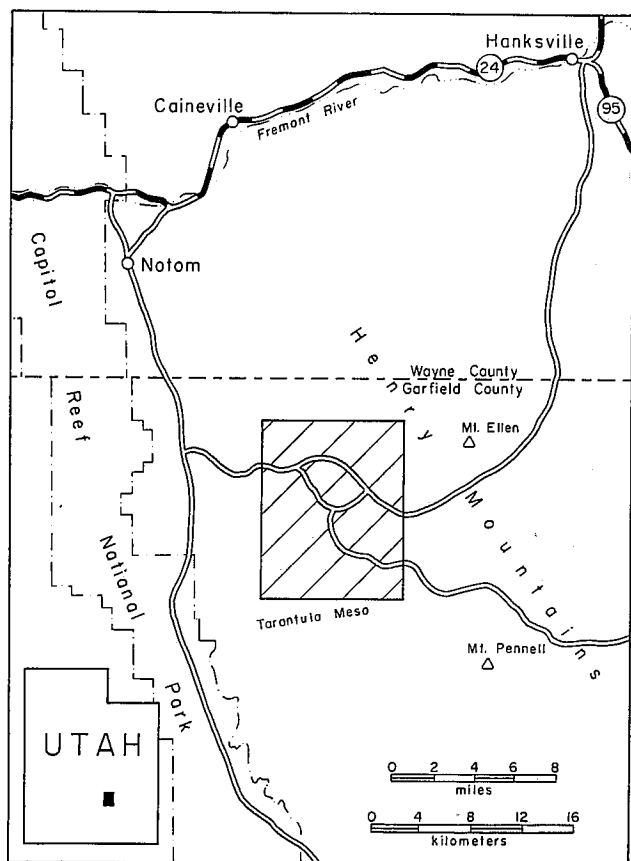 Hanksville
24
Caineville
Fremont River
95
Notom
Capitol
Reef
National
Park
Henry
Mountains
Wayne County
Garfield County
Mt. Ellen
Tarantula Mesa
Mt. Pennell
UTAH
0 2 4 6 8
miles
0 4 8 12 16
kilometers